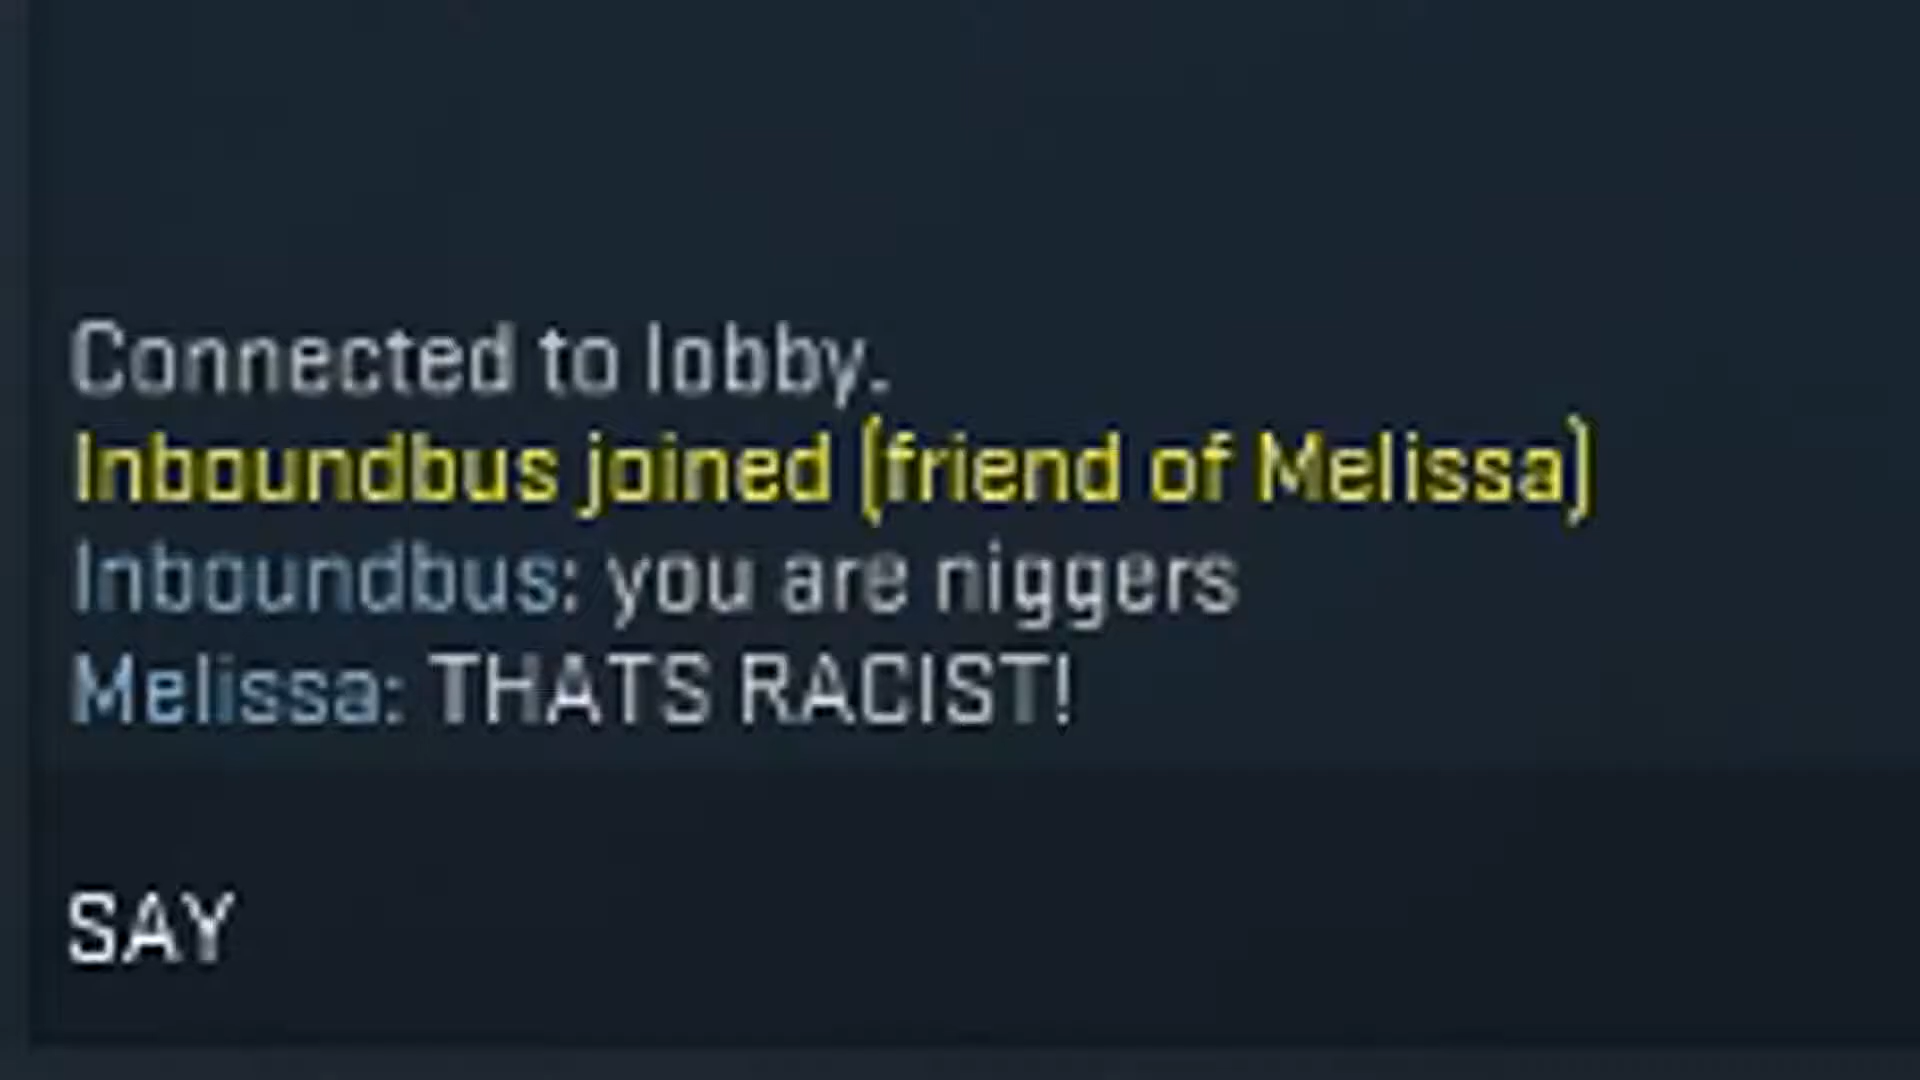 Connected to lobby.
Inboundbus joined (friend of Melissa)
Inboundbus: you are niggers
Melissa: THATS RACIST!
SAY